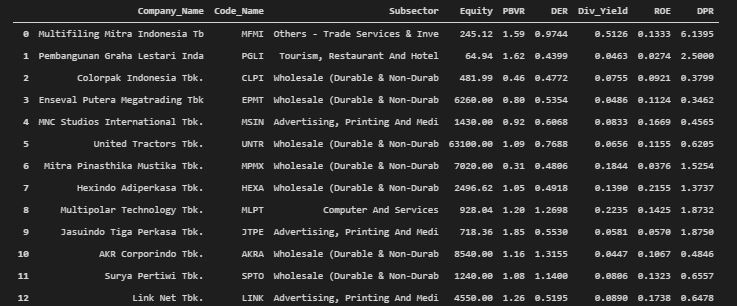 Company_Name Code_Name Subsector Equity PBVR DER Div_Yield ROE DPR
0 Multifiling Mitra Indonesia Tb MFMI Others - Trade Services & Inve 245.12 1.59 0.9744 0.5126 0.1333 6.1395
1 Pembangunan Graha Lestari Inda PGLI Tourism, Restaurant And Hotel 64.94 1.62 0.4399 0.0463 0.0274 2.5000
2 Colorpak Indonesia Tbk. CLPI Wholesale (Durable & Non-Durab 481.99 0.46 0.4772 0.0755 0.0921 0.3799
3 Enseval Putera Megatrading Tbk EPMT Wholesale (Durable & Non-Durab 6260.00 0.80 0.5354 0.0486 0.1124 0.3462
4 MNC Studios International Tbk. MSIN Advertising, Printing And Medi 1430.00 0.92 0.6068 0.0833 0.1669 0.4565
5 United Tractors Tbk. UNTR Wholesale (Durable & Non-Durab 63100.00 1.09 0.7688 0.0656 0.1155 0.6205
6 Mitra Pinasthika Mustika Tbk. MPMX Wholesale (Durable & Non-Durab 7020.00 0.31 0.4806 0.1844 0.0376 1.5254
7 Hexindo Adiperkasa Tbk. HEXA Wholesale (Durable & Non-Durab 2496.62 1.05 0.4918 0.1390 0.2155 1.3737
8 Multipolar Technology Tbk. MLPT Computer And Services 928.04 1.20 1.2698 0.2235 0.1425 1.8732
9 Jasuindo Tiga Perkasa Tbk. JTPE Advertising, Printing And Medi 718.36 1.85 0.5530 0.0581 0.0570 1.8750
10 AKR Corporindo Tbk. AKRA Wholesale (Durable & Non-Durab 8540.00 1.16 1.3155 0.0447 0.1067 0.4846
11 Surya Pertiwi Tbk. SPTO Wholesale (Durable & Non-Durab 1240.00 1.08 1.1400 0.0806 0.1323 0.6557
12 Link Net Tbk. LINK Advertising, Printing And Medi 4550.00 1.26 0.5195 0.0890 0.1738 0.6478